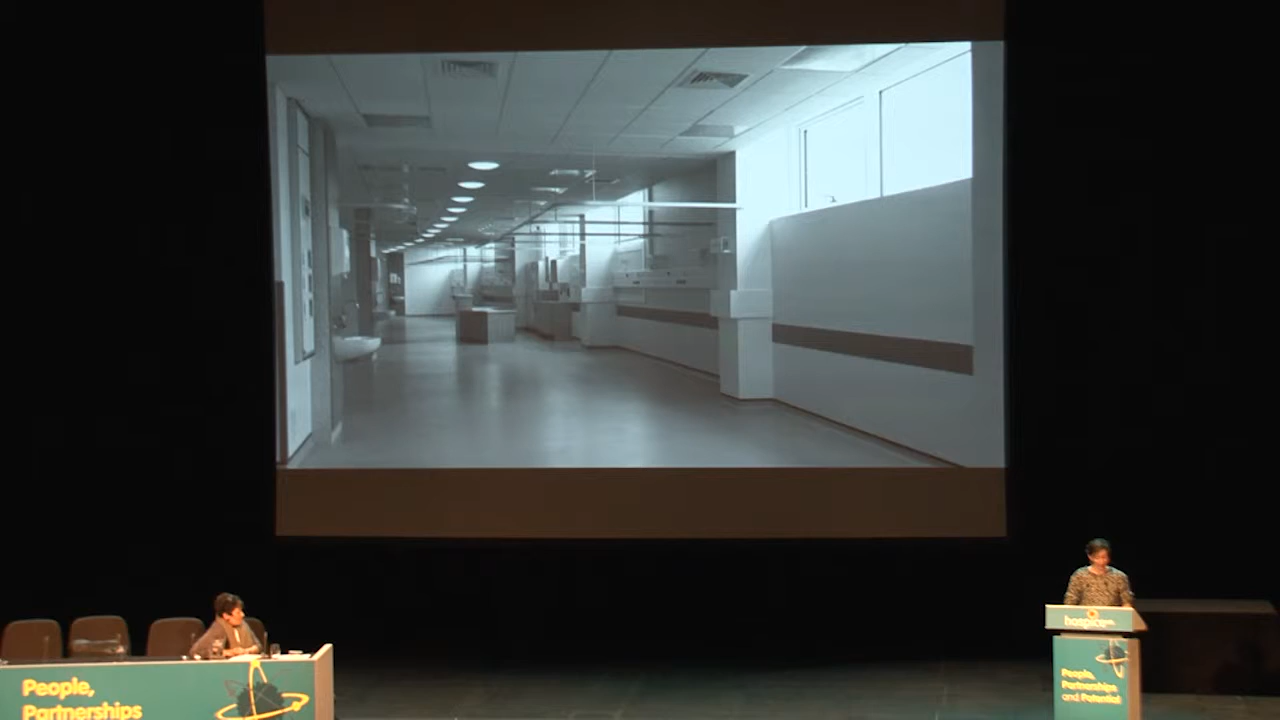 People,
Partnerships
hospice
People,
Partnerships
and Potential